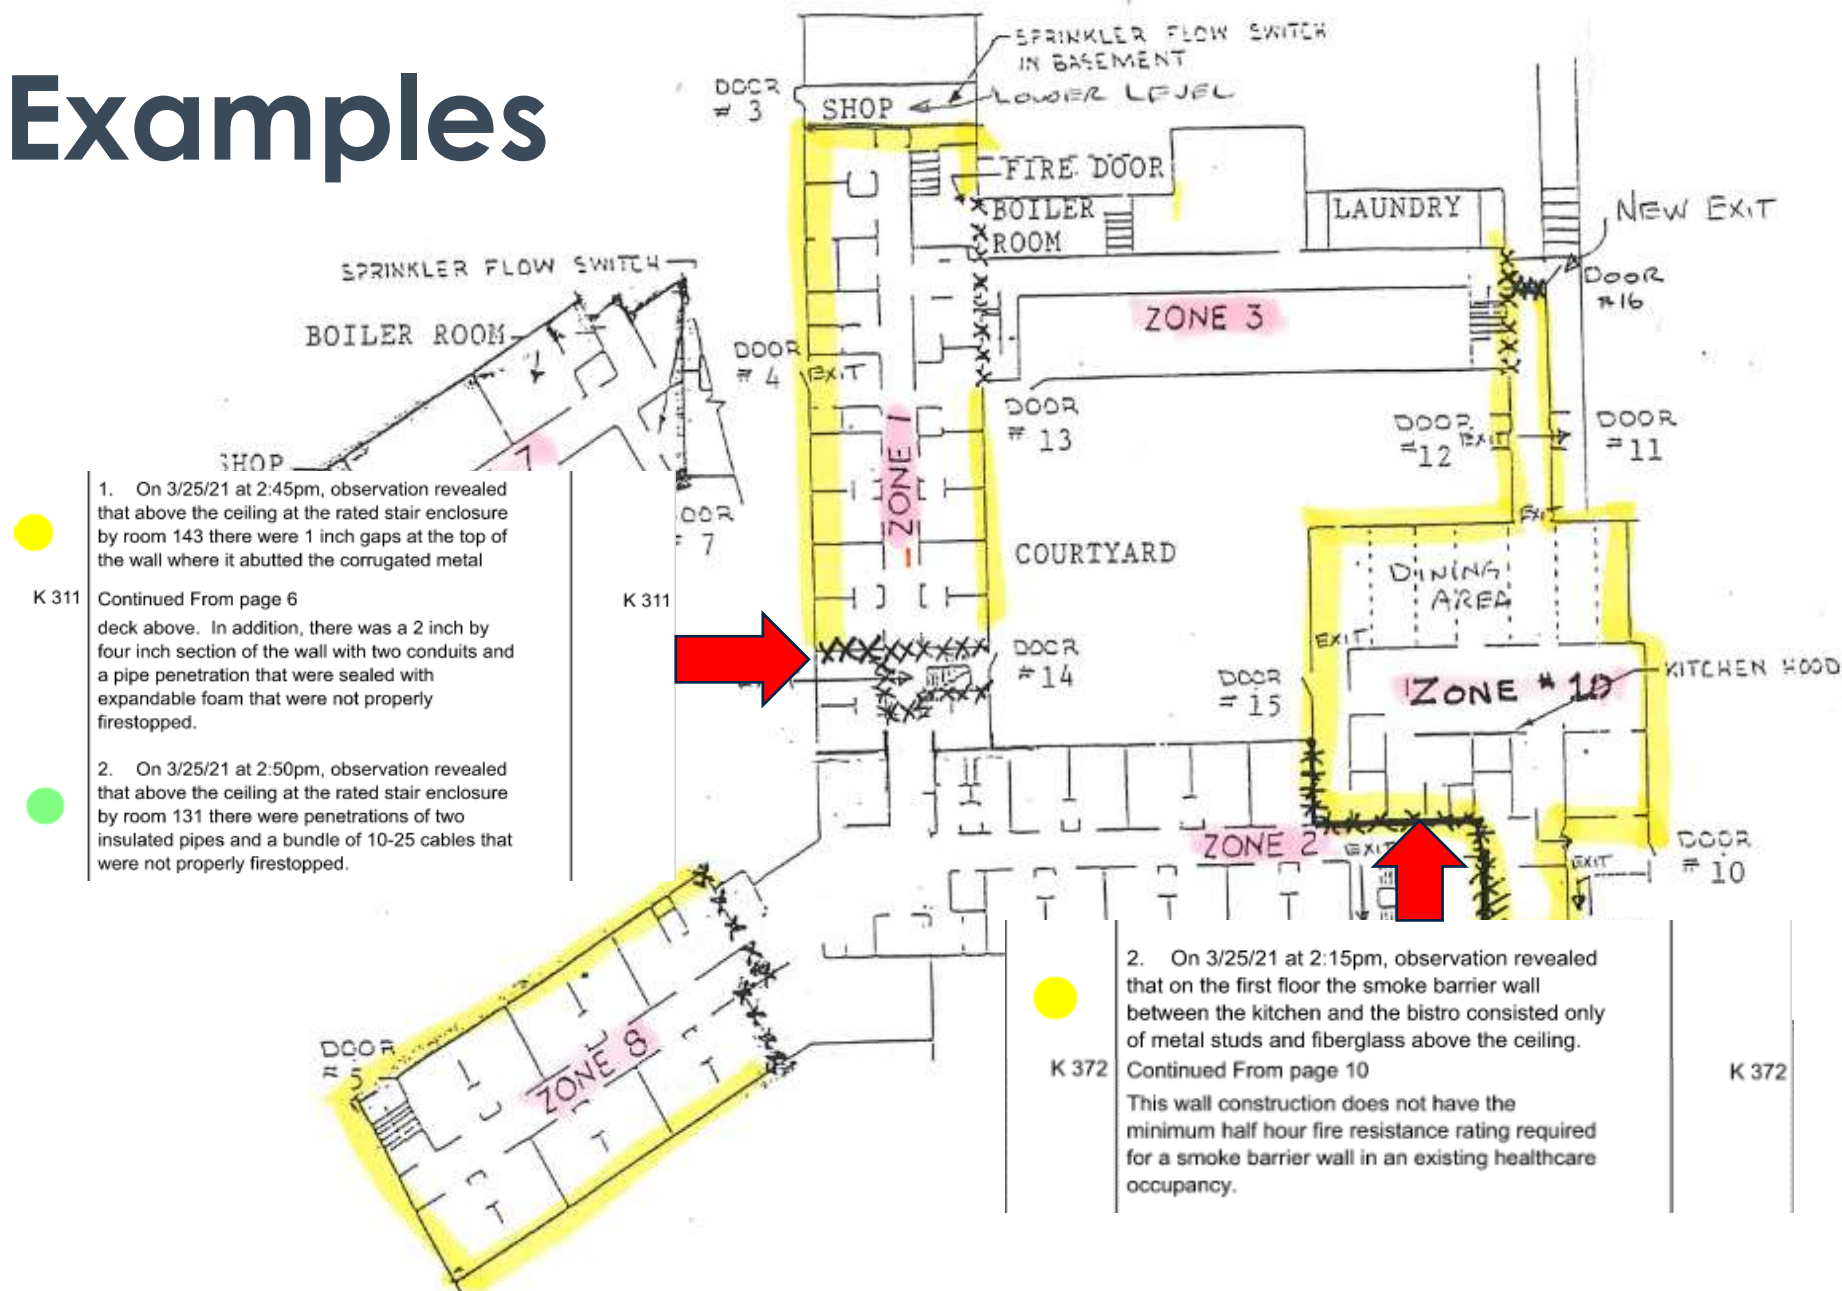 Examples
SPRINKLER FLOW SWITCH
IN BASEMENT
LOWER LEVEL
DOOR
# 3
SHOP
FIRE DOOR
BOILER
ROOM
LAUNDRY
NEW EXIT
SPRINKLER FLOW SWITCH
BOILER ROOM
DOOR
#16
ZONE 3
DOOR
# 4
EXIT
DOOR
# 13
DOOR
#12
EXIT
DOOR
#11
SHOP
7
ZONE 1
OOR
# 7
EXIT
COURTYARD
DINING
AREA
EXIT
DOOR
#14
DOOR
#15
ZONE # 10
KITCHEN HOOD
ZONE 2
EXIT
EXIT
DOOR
# 10
DOOR
# 5
ZONE 8
1. On 3/25/21 at 2:45pm, observation revealed
that above the ceiling at the rated stair enclosure
by room 143 there were 1 inch gaps at the top of
the wall where it abutted the corrugated metal
K 311 Continued From page 6 K 311
deck above. In addition, there was a 2 inch by
four inch section of the wall with two conduits and
a pipe penetration that were sealed with
expandable foam that were not properly
firestopped.
2. On 3/25/21 at 2:50pm, observation revealed
that above the ceiling at the rated stair enclosure
by room 131 there were penetrations of two
insulated pipes and a bundle of 10-25 cables that
were not properly firestopped.
2. On 3/25/21 at 2:15pm, observation revealed
that on the first floor the smoke barrier wall
between the kitchen and the bistro consisted only
of metal studs and fiberglass above the ceiling.
K 372 Continued From page 10 K 372
This wall construction does not have the
minimum half hour fire resistance rating required
for a smoke barrier wall in an existing healthcare
occupancy.